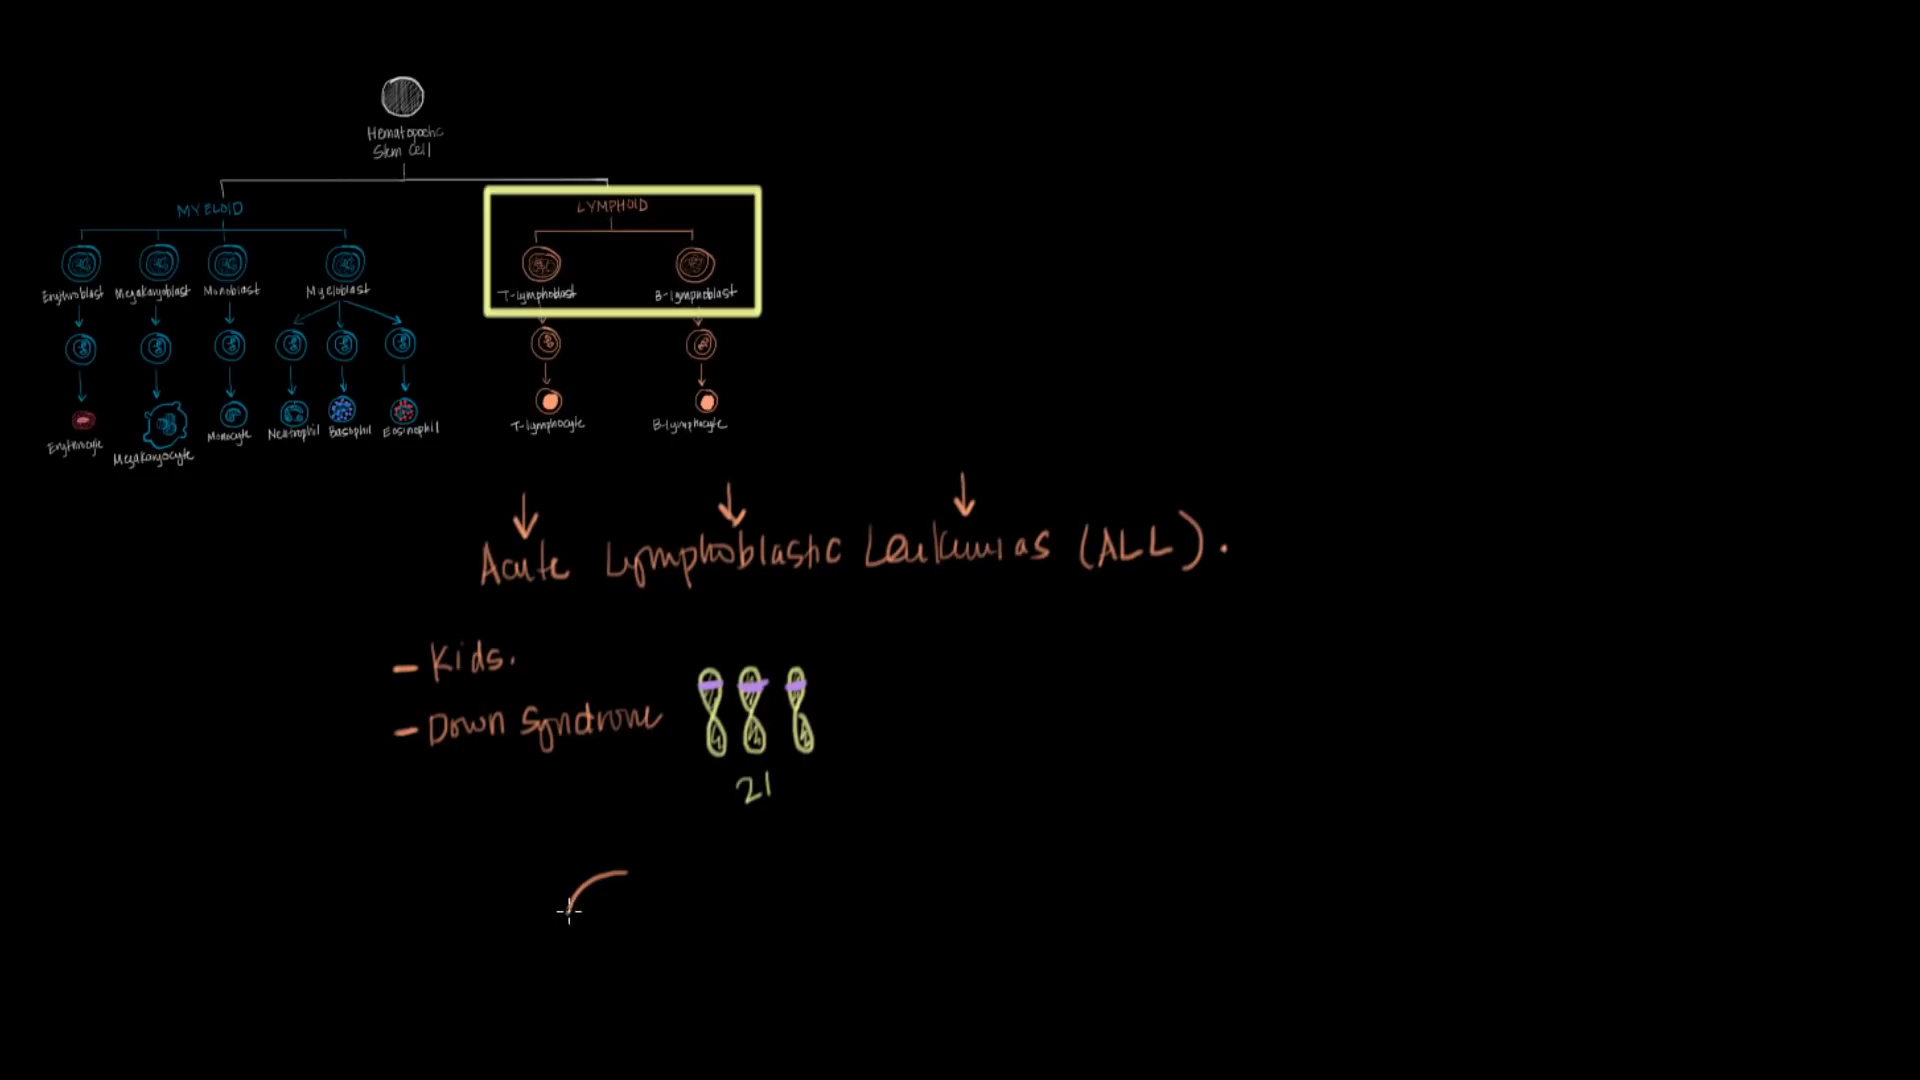 Hematopoetic
Stem Cell
MYELOID
LYMPHOID
Erythroblast Megakaryoblast Monoblast Myeloblast T-lymphoblast B-lymphoblast
Erythrocyte Megakaryocyte Monocyte Neutrophil Basophil Eosinophil T-lymphocyte B-lymphocyte
Acute Lymphoblastic Leukemias (ALL).
- Kids.
- Down Syndrome
21